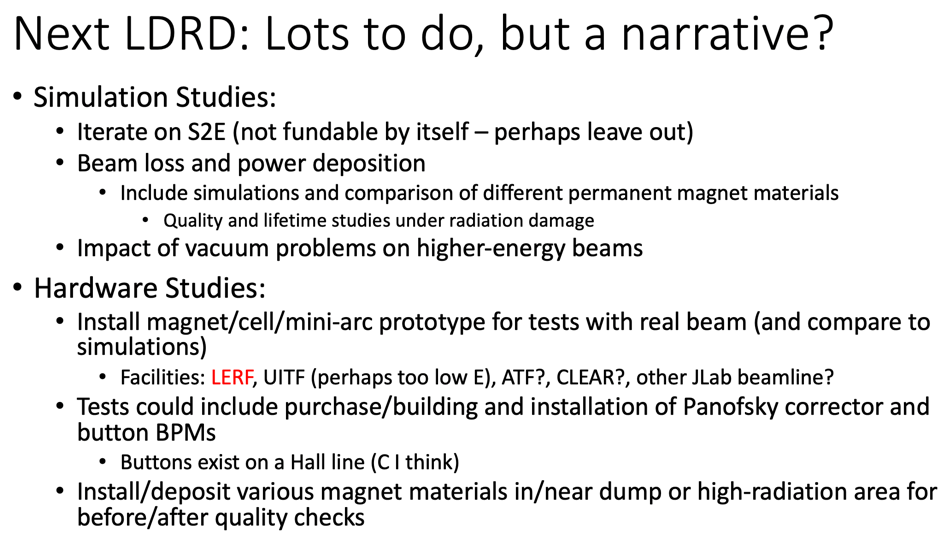 Next LDRD: Lots to do, but a narrative?
• Simulation Studies:
• Iterate on S2E (not fundable by itself – perhaps leave out)
• Beam loss and power deposition
• Include simulations and comparison of different permanent magnet materials
• Quality and lifetime studies under radiation damage
• Impact of vacuum problems on higher-energy beams
• Hardware Studies:
• Install magnet/cell/mini-arc prototype for tests with real beam (and compare to
simulations)
• Facilities: LERF, UITF (perhaps too low E), ATF?, CLEAR?, other JLab beamline?
• Tests could include purchase/building and installation of Panofsky corrector and
button BPMs
• Buttons exist on a Hall line (C I think)
• Install/deposit various magnet materials in/near dump or high-radiation area for
before/after quality checks